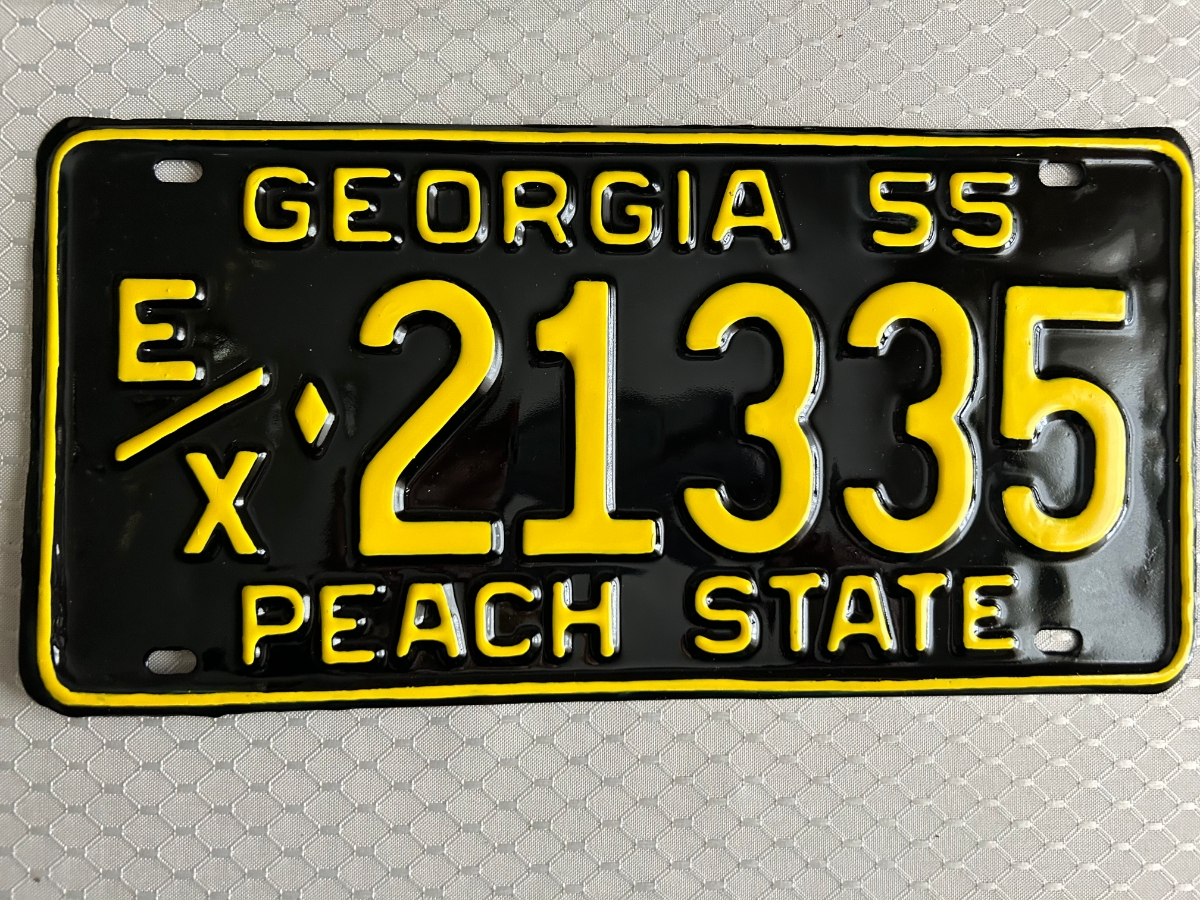 GEORGIA 55
E/X♦21335
PEACH STATE